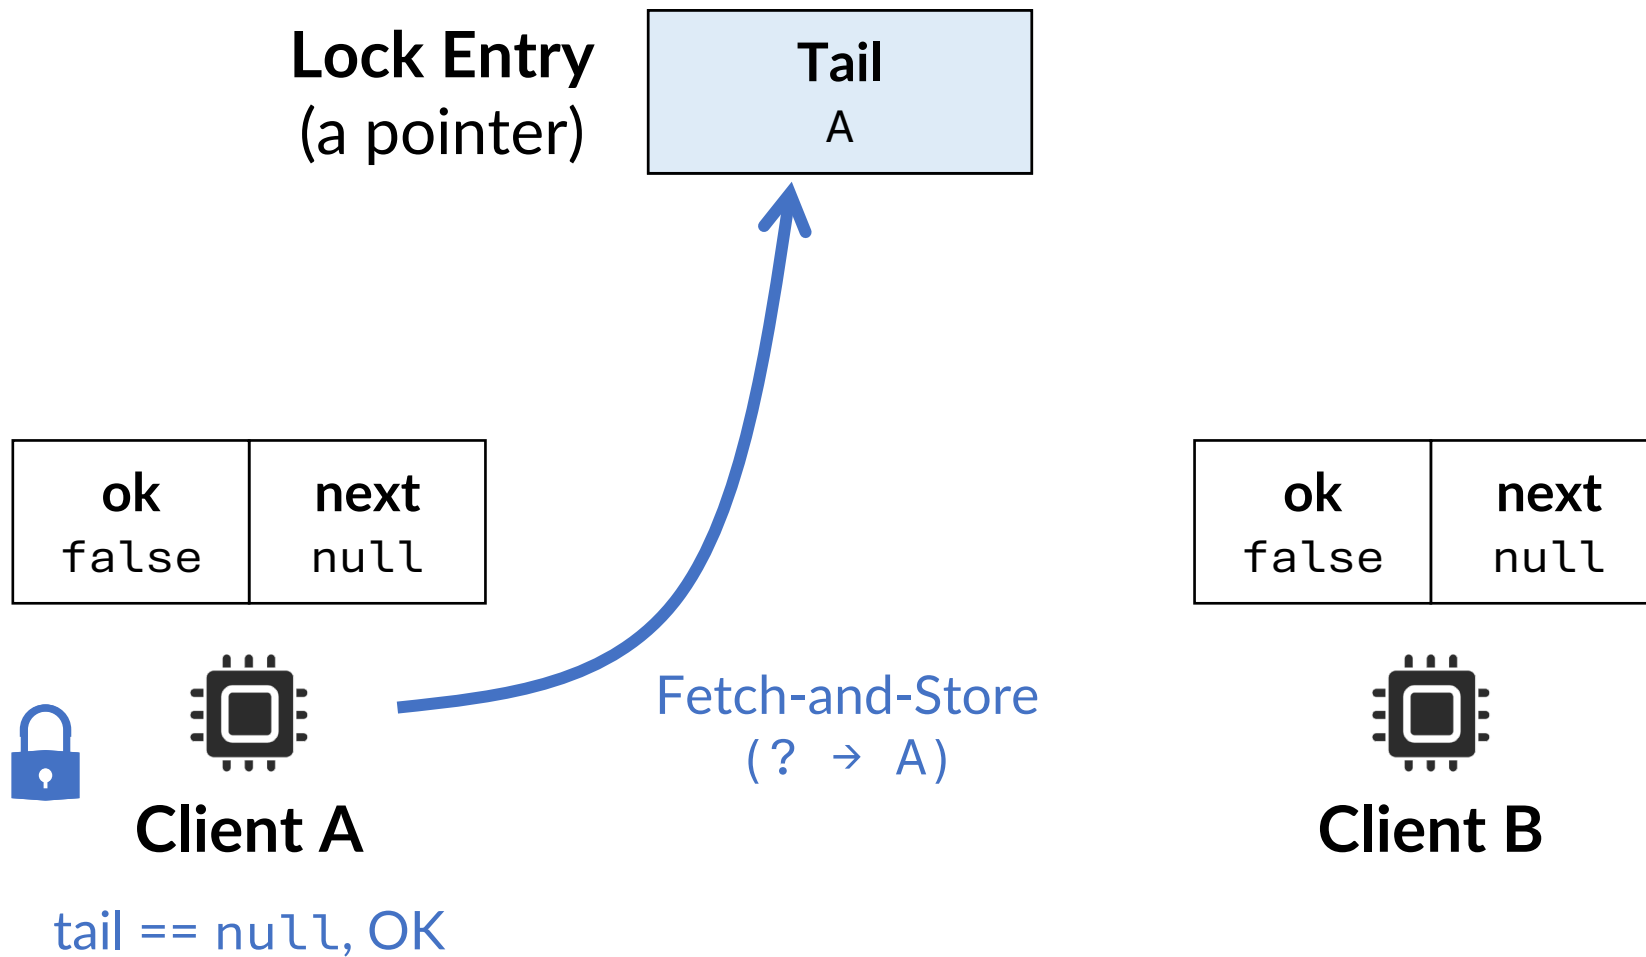 Lock Entry
(a pointer)
Tail
A
ok
false
next
null
ok
false
next
null
Fetch-and-Store
(? → A)
Client A
Client B
tail == null, OK